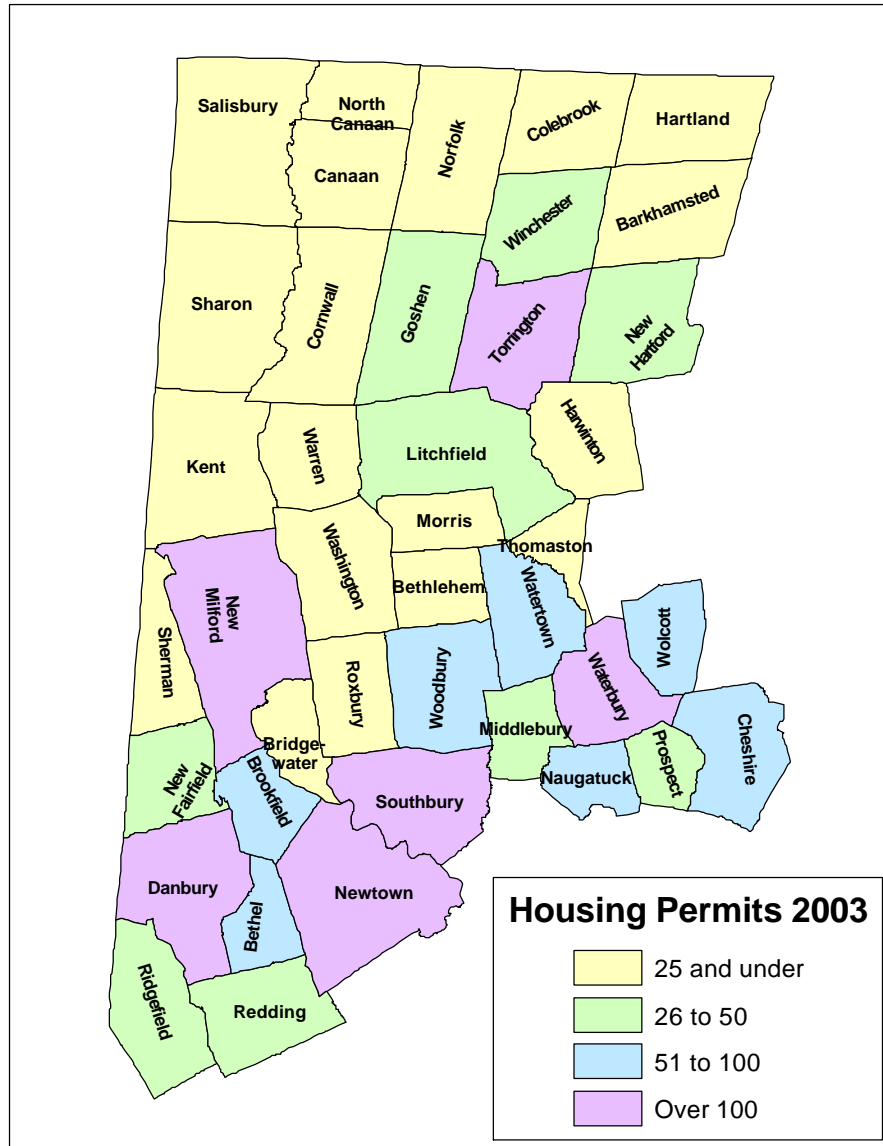 Salisbury
North
Canaan
Canaan
Norfolk
Colebrook
Hartland
Winchester
Barkhamsted
Sharon
Cornwall
Goshen
Torrington
New
Hartford
Kent
Warren
Litchfield
Harwinton
Morris
Washington
Thomaston
Bethlehem
Watertown
New
Milford
Sherman
Roxbury
Woodbury
Wolcott
Waterbury
Middlebury
Bridge-
water
Prospect
Cheshire
Naugatuck
New
Fairfield
Brookfield
Southbury
Danbury
Newtown
Bethel
Ridgefield
Redding
Housing Permits 2003
25 and under
26 to 50
51 to 100
Over 100